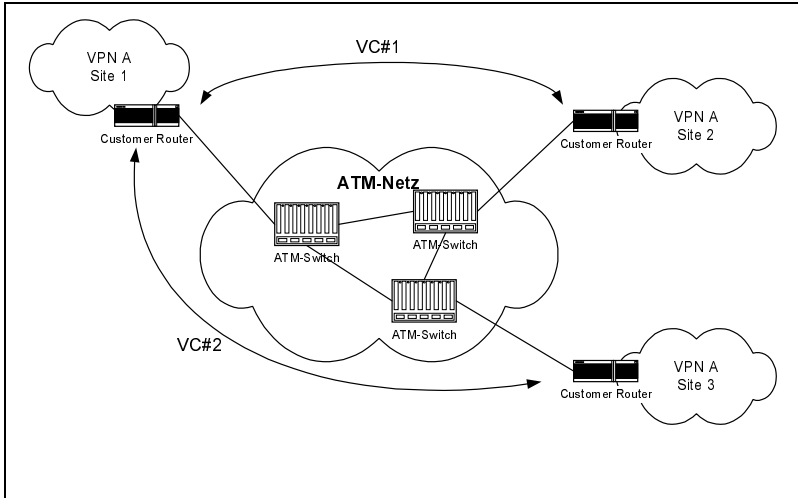 VC#1
VPN A
Site 1
Customer Router
VPN A
Site 2
Customer Router
ATM-Netz
ATM-Switch
ATM-Switch
ATM-Switch
VC#2
VPN A
Site 3
Customer Router